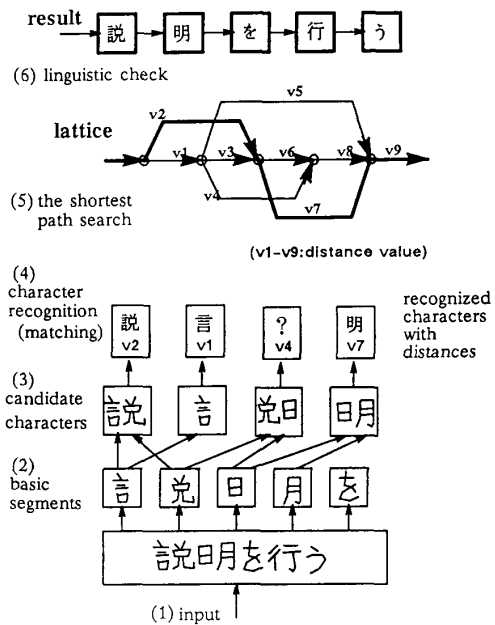 result 説 明 を 行 う
(6) linguistic check
v5
v2
lattice
v1 v3 v6 v8 v9
v4
(5) the shortest
path search
v7
(v1-v9:distance value)
(4)
character
recognition
(matching)
説 言 ? 明
v2 v1 v4 v7
recognized
characters
with
distances
(3)
candidate
characters
説 言 兑日 日月
(2)
basic
segments
言 兑 日 月 を
説日月を行う
(1) input